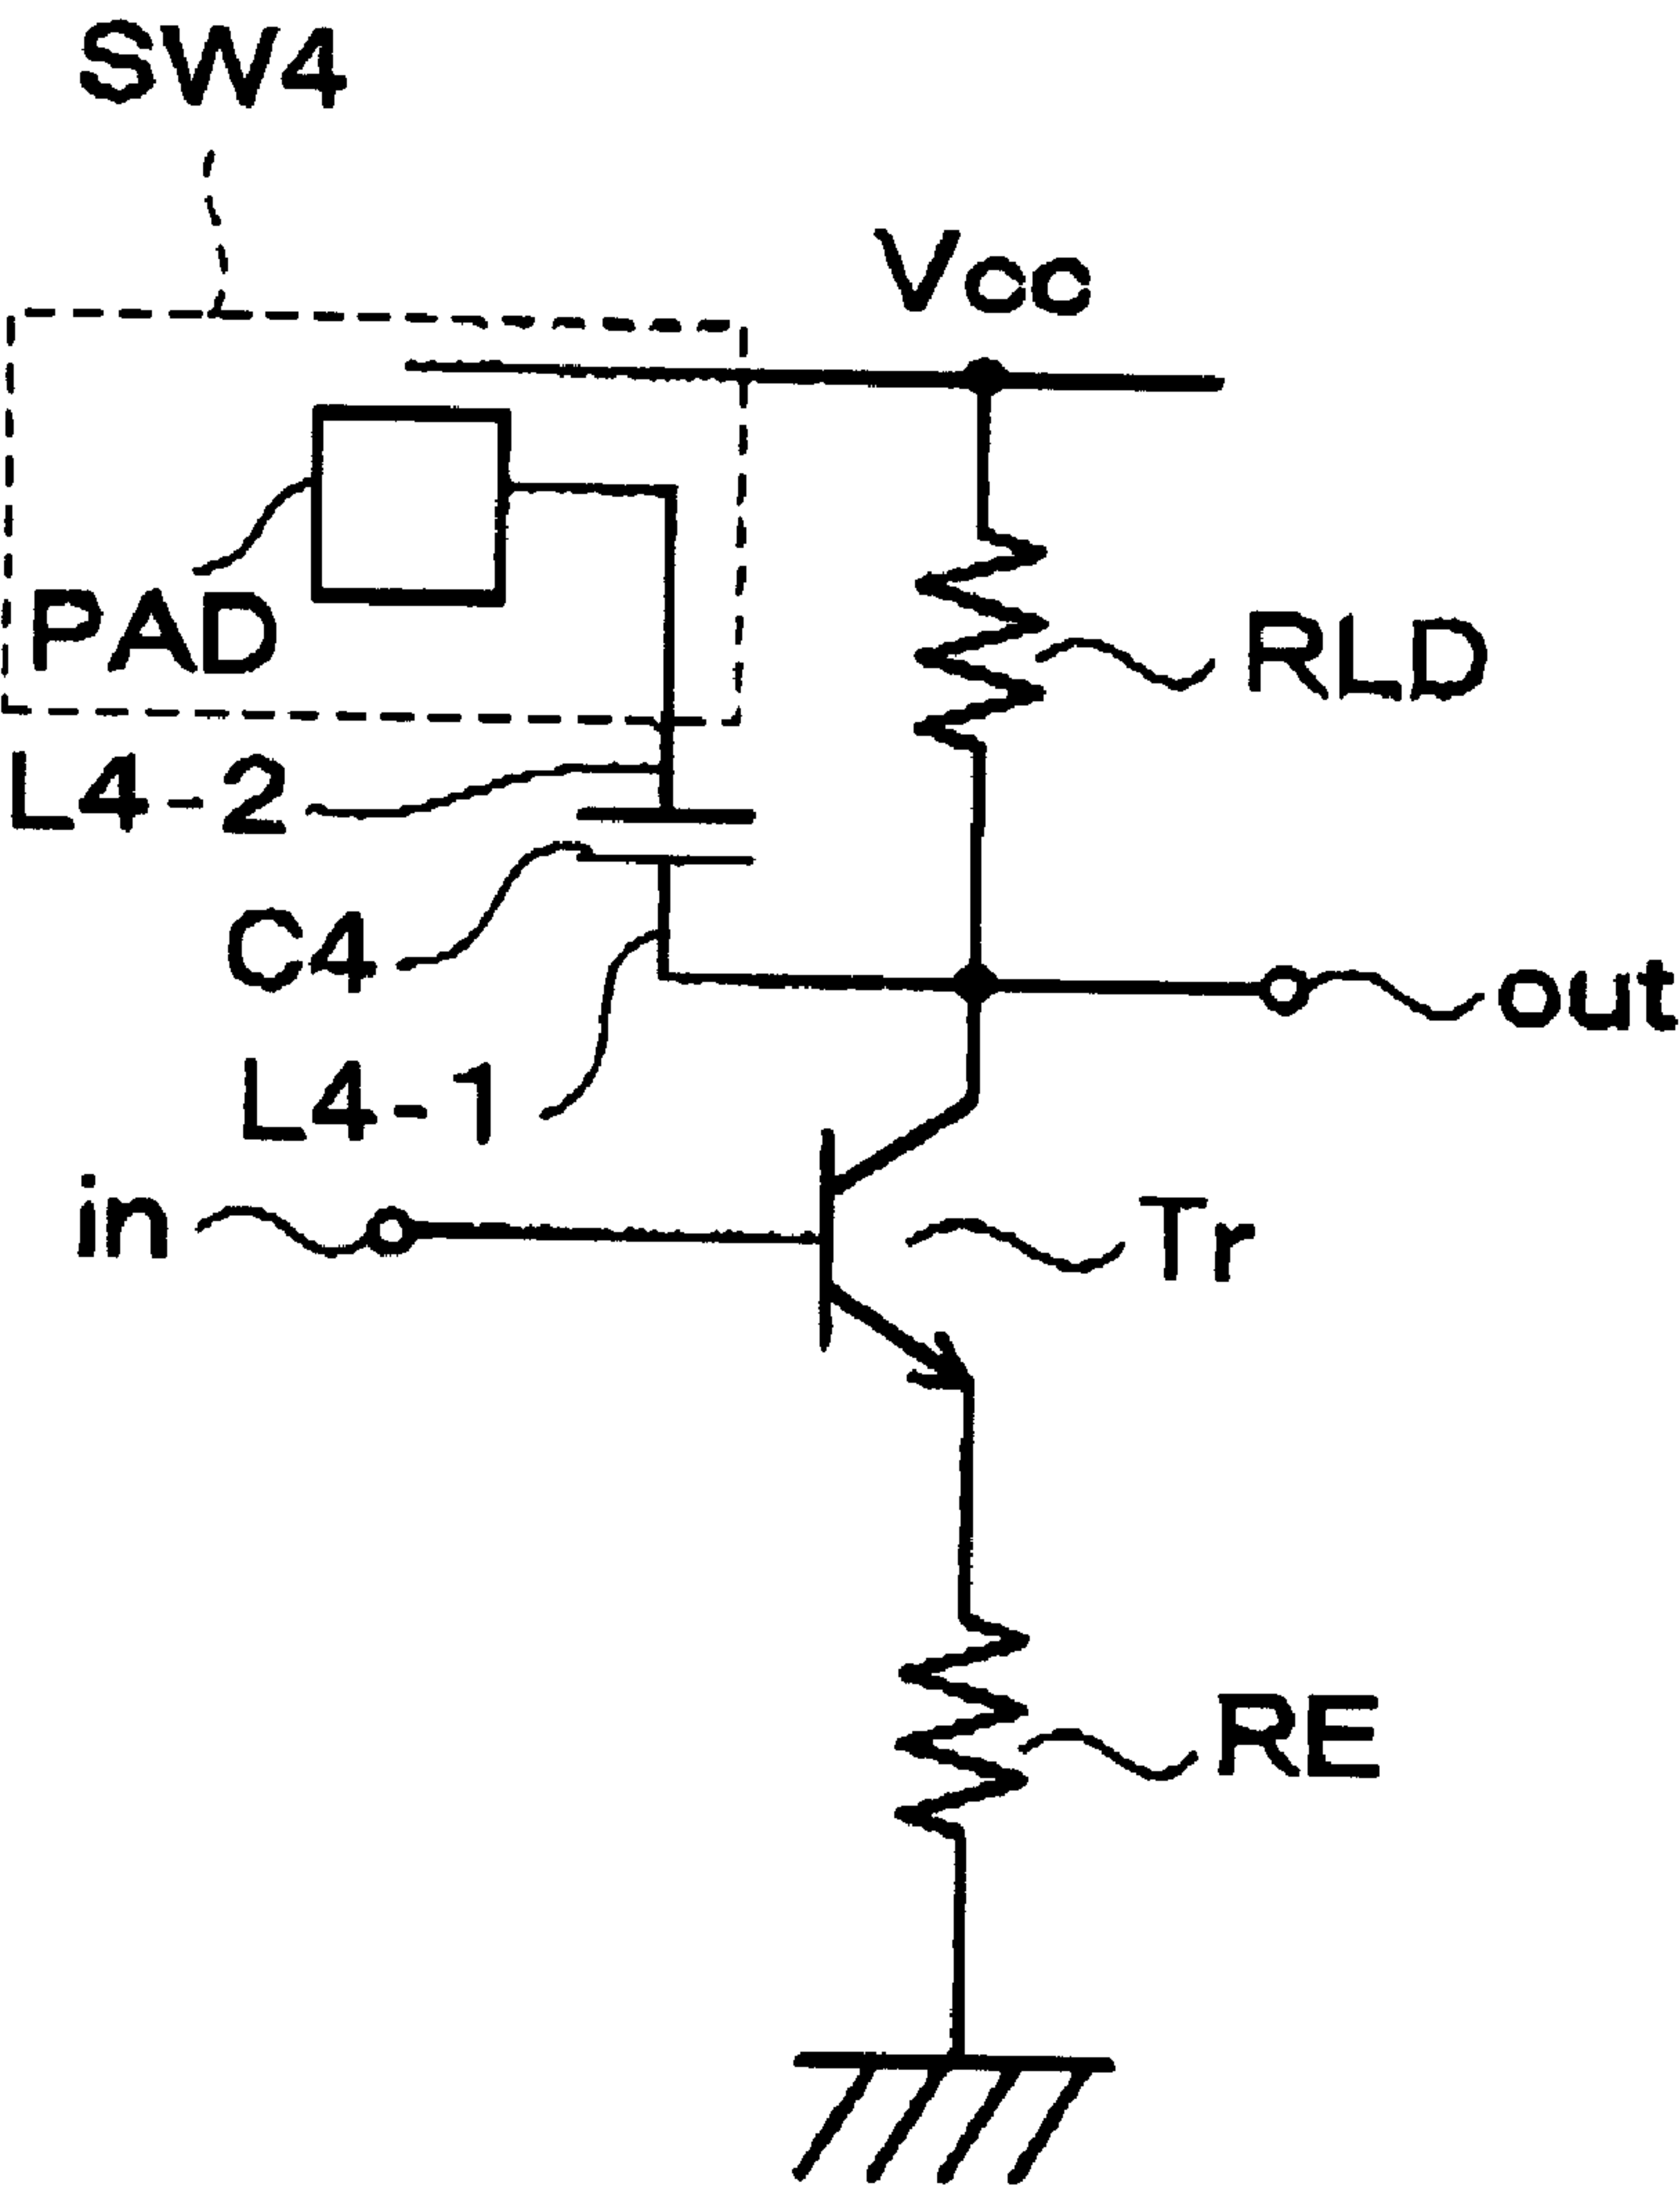 SW4
Vcc
PAD
RLD
L4-2
C4
out
L4-1
in
Tr
RE